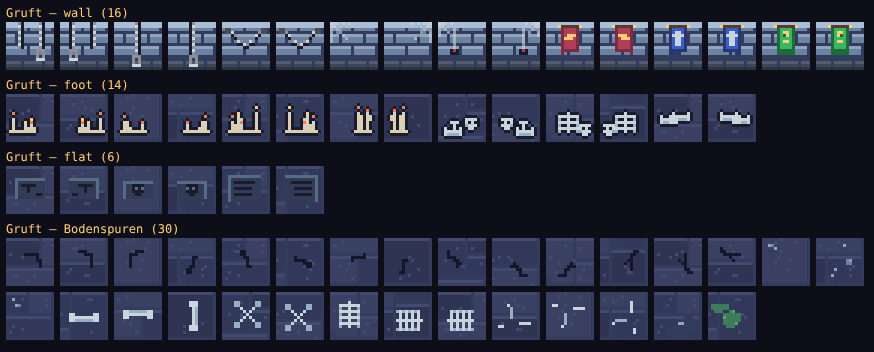 Gruft — wall (16)
Gruft — foot (14)
Gruft — flat (6)
Gruft — Bodenspuren (30)